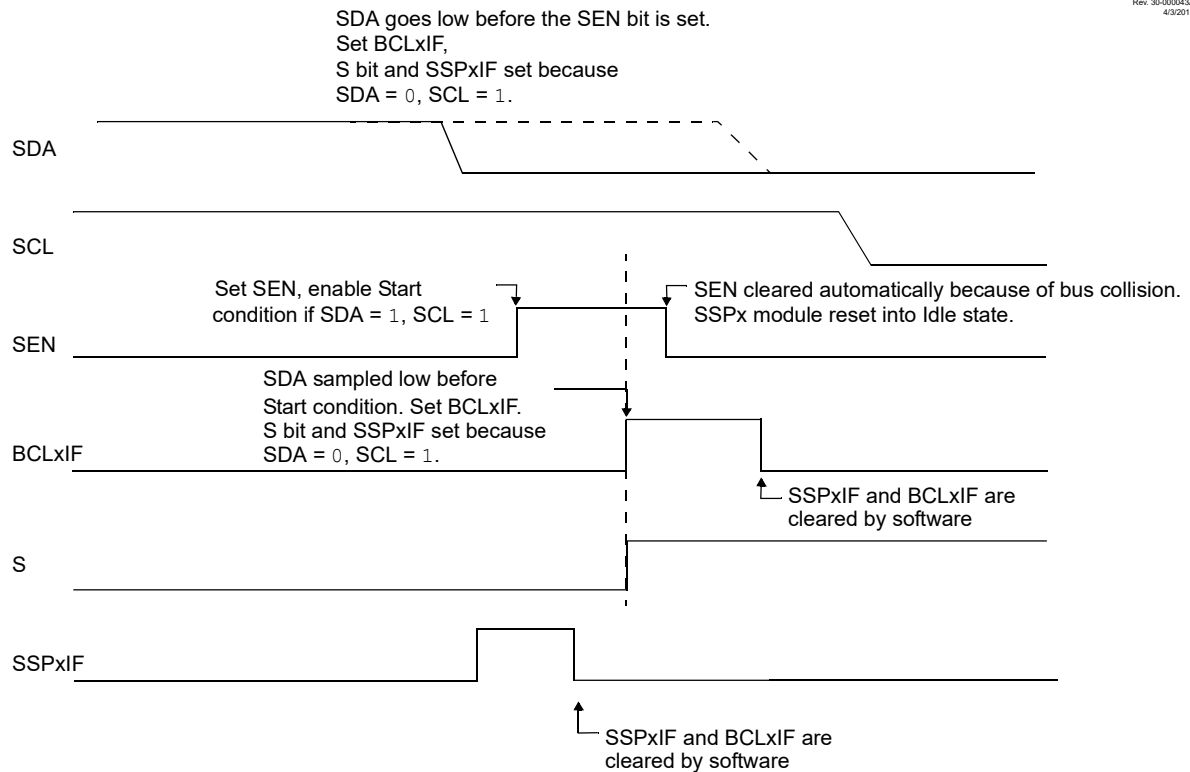 Rev. 30-000043
4/3/201
SDA goes low before the SEN bit is set.
Set BCLxIF,
S bit and SSPxIF set because
SDA = 0, SCL = 1.
SDA
SCL
Set SEN, enable Start
condition if SDA = 1, SCL = 1
SEN cleared automatically because of bus collision.
SSPx module reset into Idle state.
SEN
SDA sampled low before
Start condition. Set BCLxIF.
S bit and SSPxIF set because
SDA = 0, SCL = 1.
BCLxIF
SSPxIF and BCLxIF are
cleared by software
S
SSPxIF
SSPxIF and BCLxIF are
cleared by software